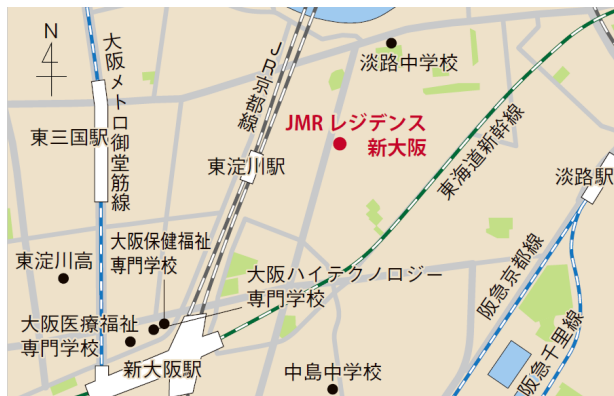 N
大阪メトロ御堂筋線
JR京都線
淡路中学校
JMR レジデンス
新大阪
東三国駅
東淀川駅
東海道新幹線
淡路駅
大阪保健福祉
専門学校
東淀川高
大阪ハイテクノロジー
専門学校
阪急京都線
大阪医療福祉
専門学校
新大阪駅
中島中学校
阪急千里線